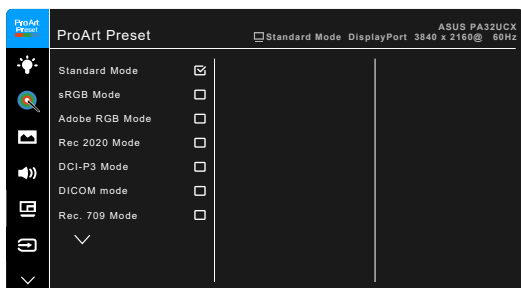 ProArt
Preset
ProArt Preset
ASUS PA32UCX
Standard Mode DisplayPort 3840 x 2160@ 60Hz
Standard Mode
sRGB Mode
Adobe RGB Mode
Rec 2020 Mode
DCI-P3 Mode
DICOM mode
Rec. 709 Mode